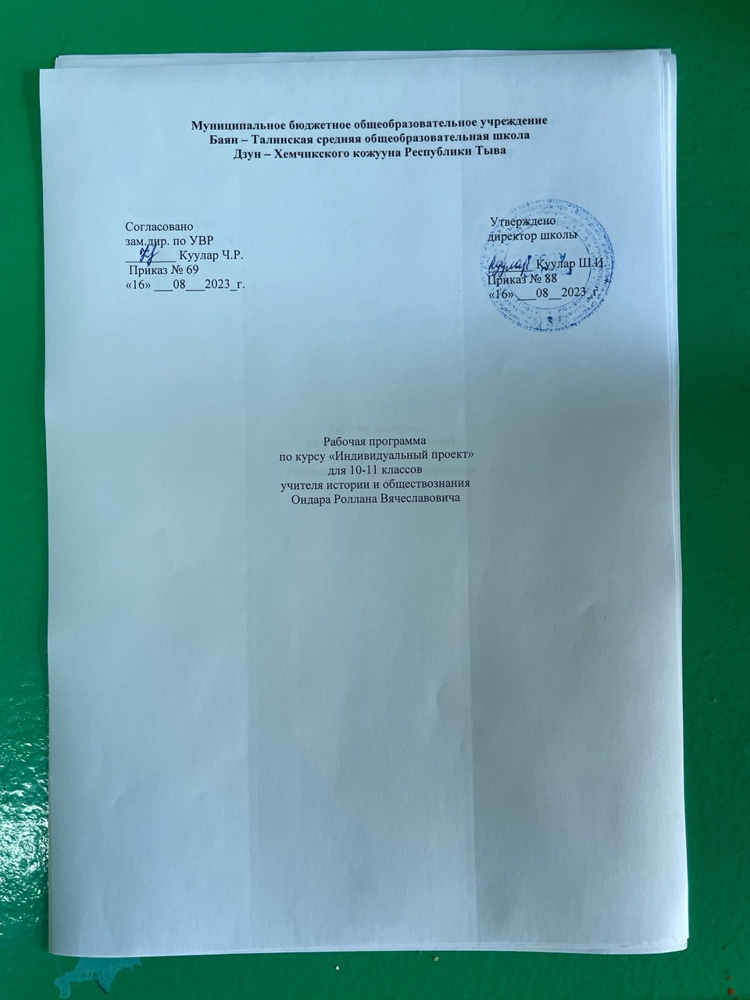 Муниципальное бюджетное общеобразовательное учреждение
Баян – Талинская средняя общеобразовательная школа
Дзун – Хемчикского кожууна Республики Тыва
Согласовано
зам.дир. по УВР
________ Куулар Ч.Р.
Приказ № 69
«16» ___08___2023_г.
Утверждено
директор школы
Куулар Ш.И.
Приказ № 88
«16» ___08__2023_г.
Рабочая программа
по курсу «Индивидуальный проект»
для 10-11 классов
учителя истории и обществознания
Ондара Роллана Вячеславовича